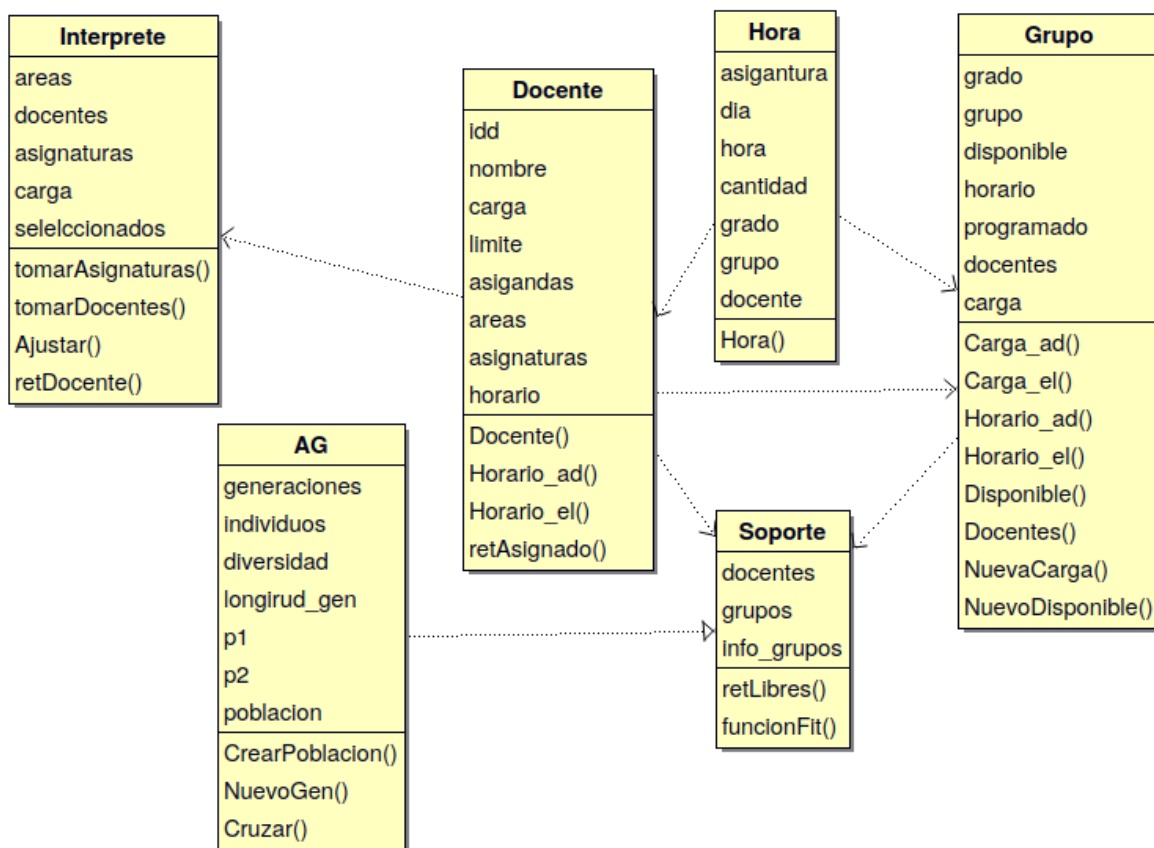 Interprete
areas
docentes
asignaturas
carga
selelccionados
tomarAsignaturas()
tomarDocentes()
Ajustar()
retDocente()
Docente
idd
nombre
carga
limite
asigandas
areas
asignaturas
horario
Docente()
Horario_ad()
Horario_el()
retAsignado()
Hora
asigantura
dia
hora
cantidad
grado
grupo
docente
Hora()
Grupo
grado
grupo
disponible
horario
programado
docentes
carga
Carga_ad()
Carga_el()
Horario_ad()
Horario_el()
Disponible()
Docentes()
NuevaCarga()
NuevoDisponible()
AG
generaciones
individuos
diversidad
longirud_gen
p1
p2
poblacion
CrearPoblacion()
NuevoGen()
Cruzar()
Soporte
docentes
grupos
info_grupos
retLibres()
funcionFit()